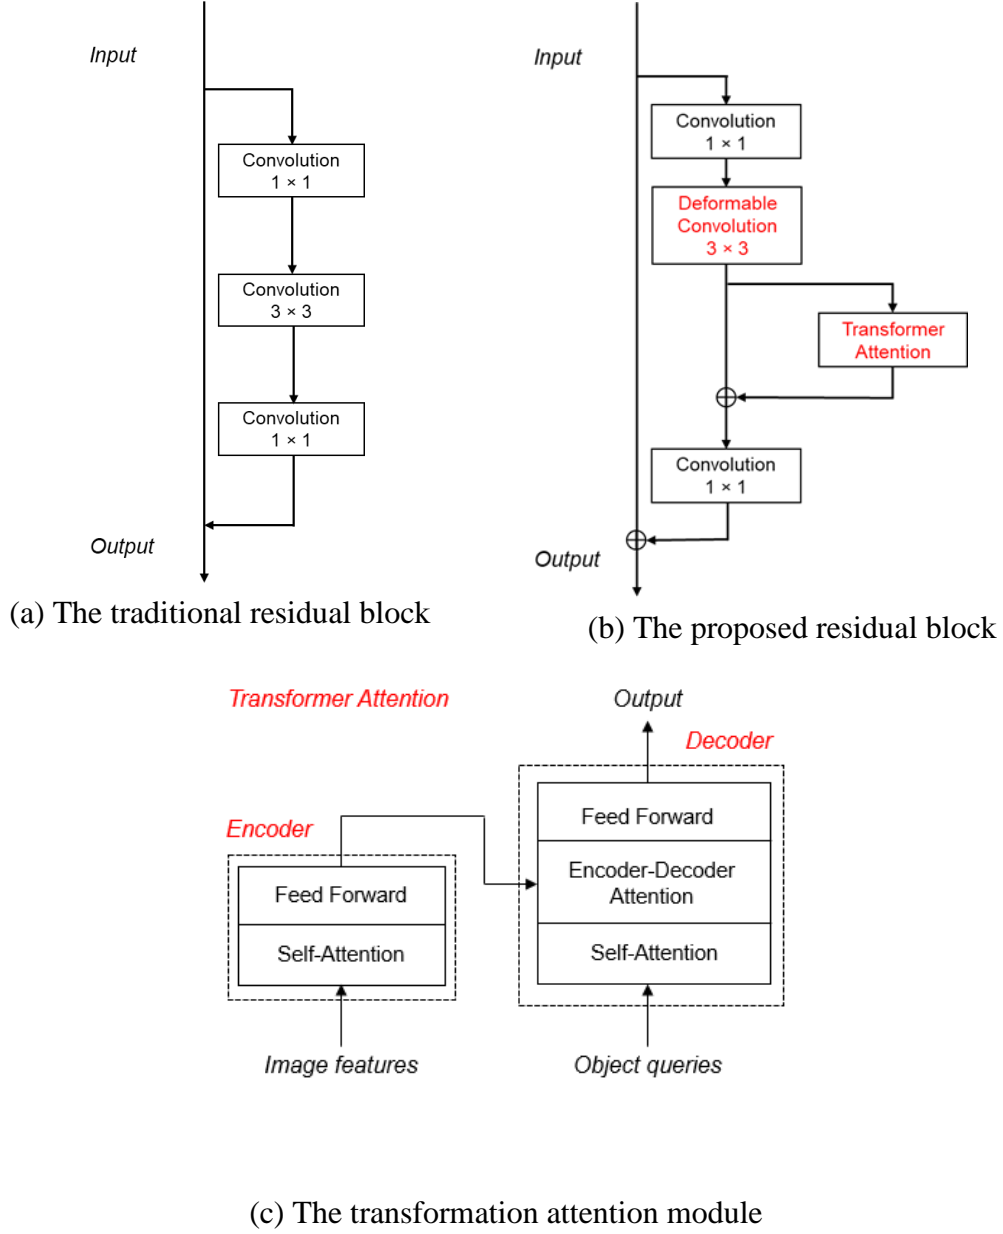 Input
Convolution
1 × 1
Convolution
3 × 3
Convolution
1 × 1
Output
(a) The traditional residual block
Input
Convolution
1 × 1
Deformable
Convolution
3 × 3
Transformer
Attention
Convolution
1 × 1
Output
(b) The proposed residual block
Transformer Attention
Encoder
Feed Forward
Self-Attention
Image features
Output
Decoder
Feed Forward
Encoder-Decoder
Attention
Self-Attention
Object queries
(c) The transformation attention module